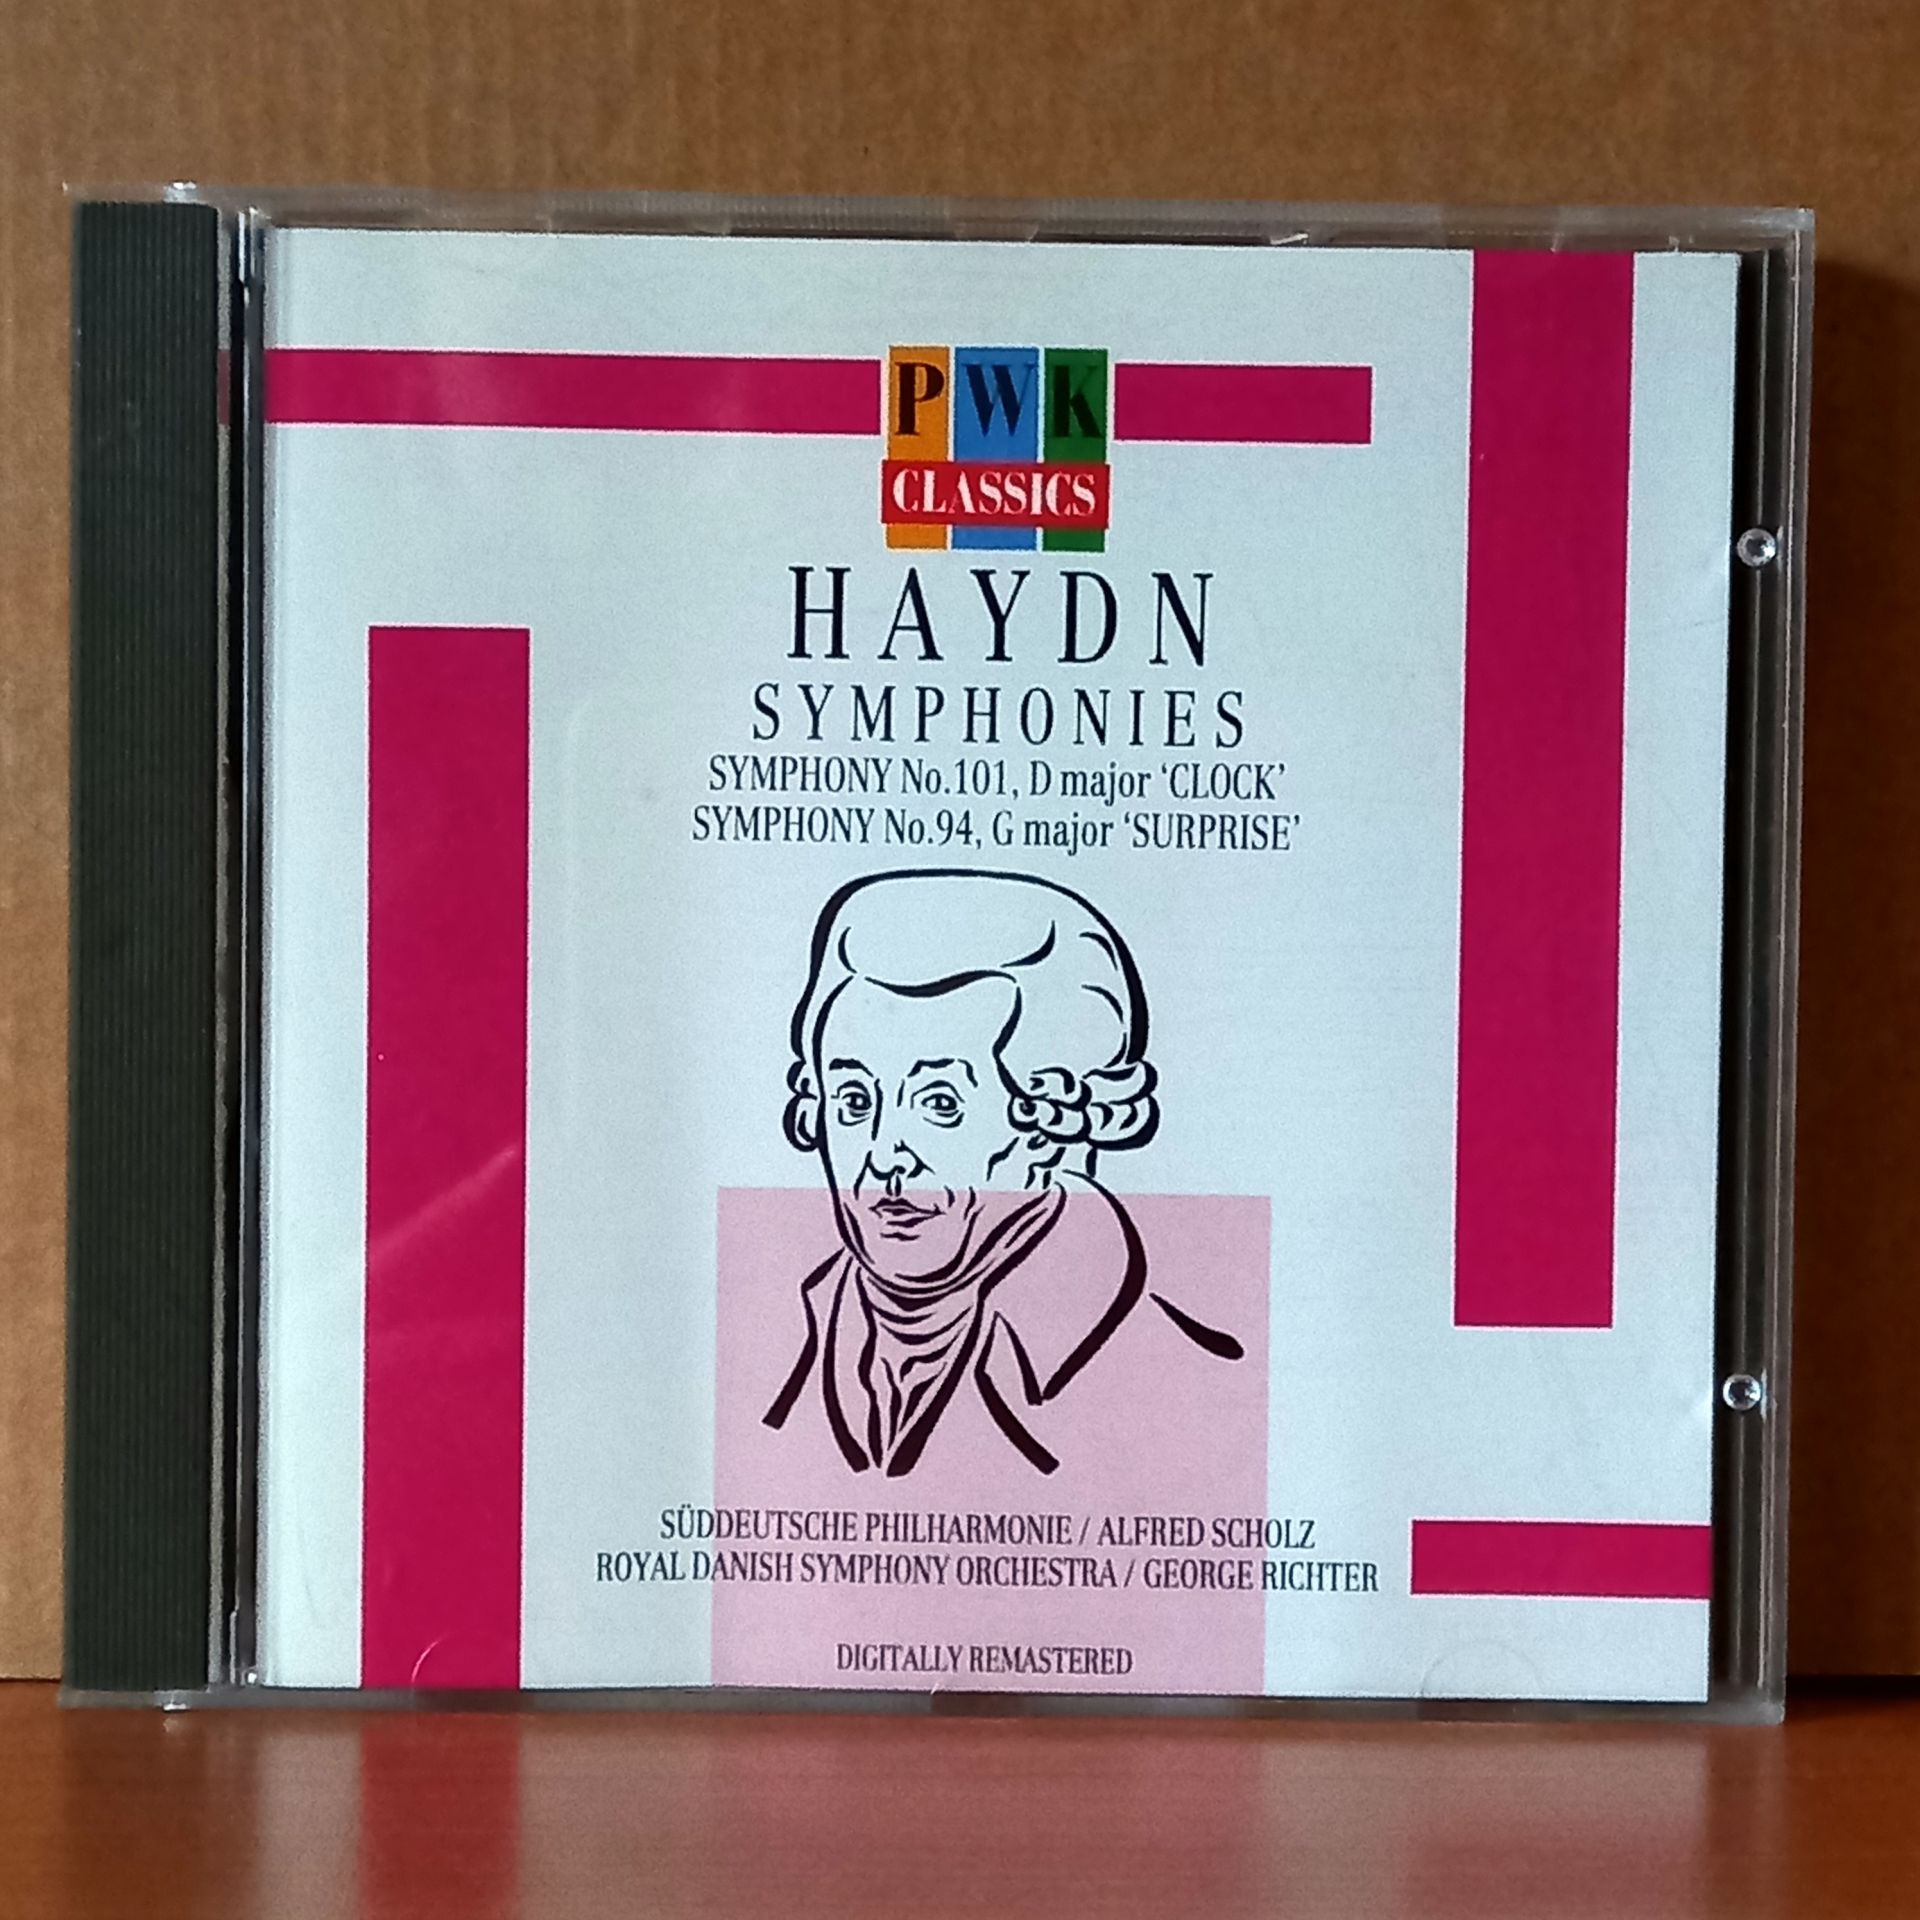 PWK
CLASSICS
HAYDN
SYMPHONIES
SYMPHONY No.101, D major ‘CLOCK’
SYMPHONY No.94, G major ‘SURPRISE’
SÜDDEUTSCHE PHILHARMONIE / ALFRED SCHOLZ
ROYAL DANISH SYMPHONY ORCHESTRA / GEORGE RICHTER
DIGITALLY REMASTERED